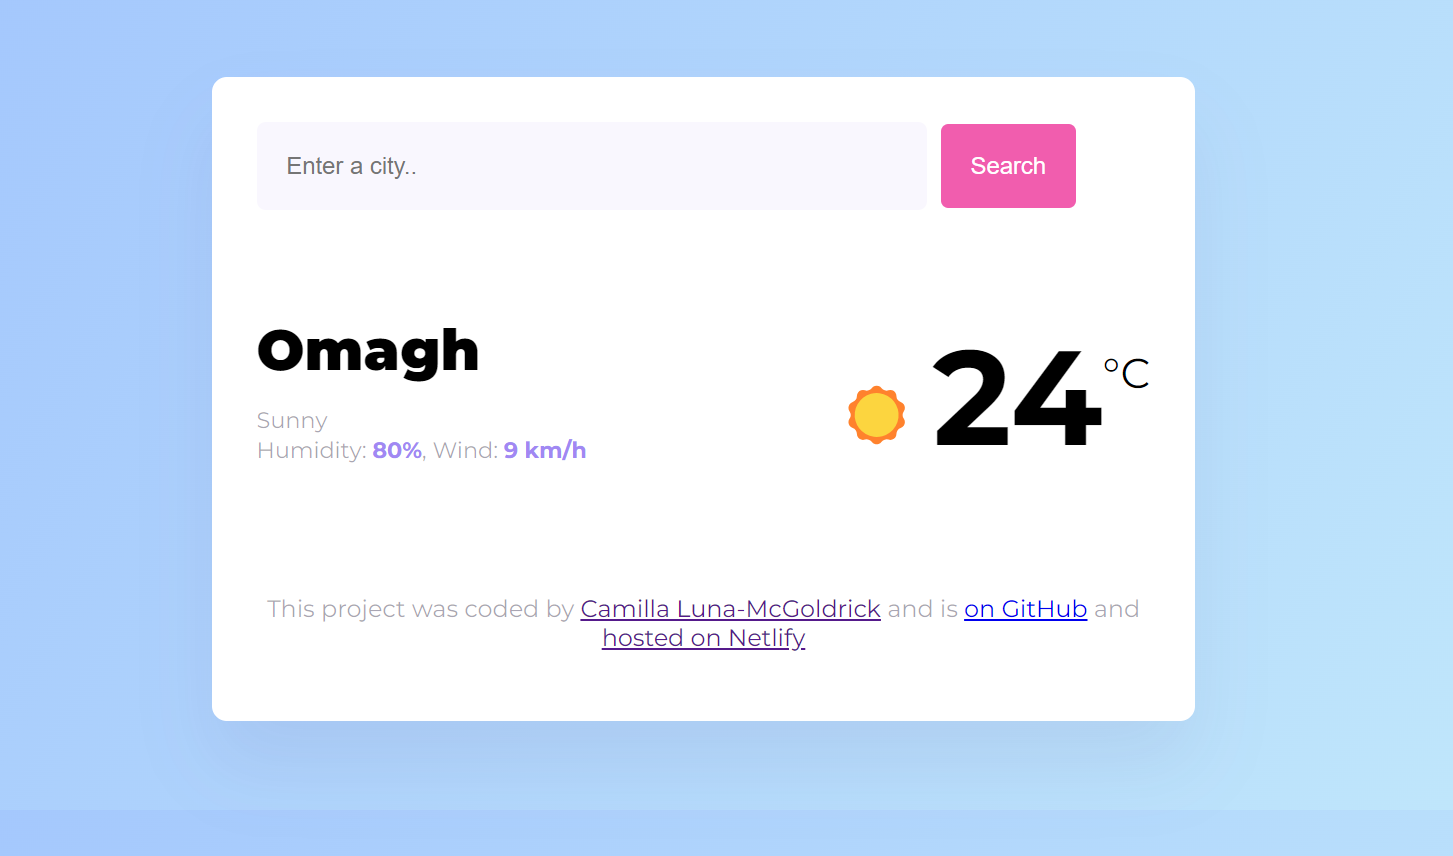 Enter a city..
Search
Omagh
24°C
Sunny
Humidity: 80%, Wind: 9 km/h
This project was coded by Camilla Luna-McGoldrick and is on GitHub and
hosted on Netlify